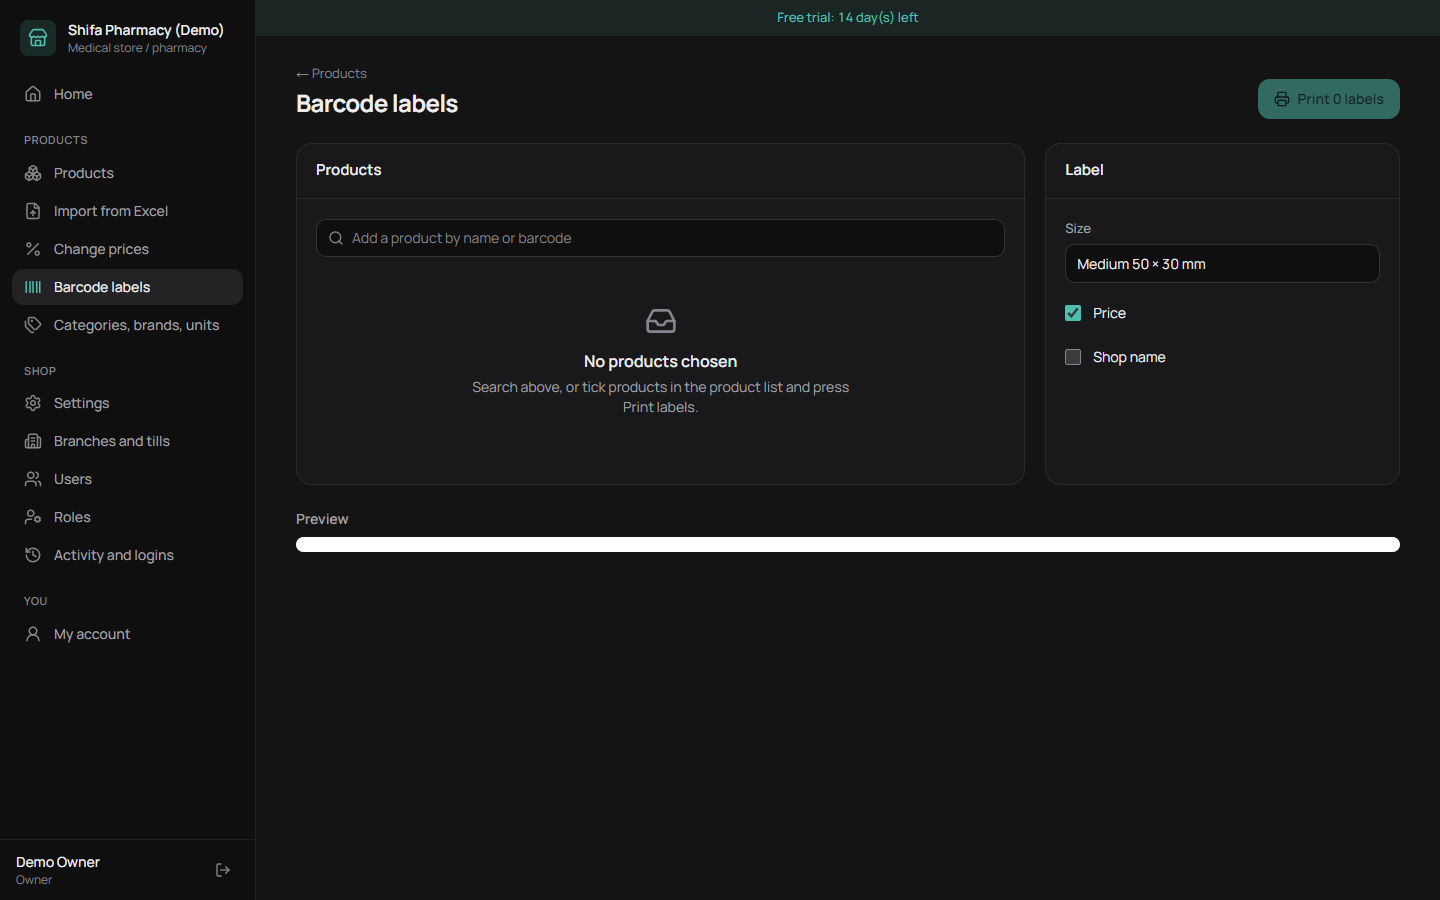 Shifa Pharmacy (Demo)
Medical store / pharmacy
Home
PRODUCTS
Products
Import from Excel
Change prices
Barcode labels
Categories, brands, units
SHOP
Settings
Branches and tills
Users
Roles
Activity and logins
YOU
My account
Demo Owner
Owner
Free trial: 14 day(s) left
← Products
Barcode labels
Print 0 labels
Products
Add a product by name or barcode
No products chosen
Search above, or tick products in the product list and press
Print labels.
Label
Size
Medium 50 × 30 mm
Price
Shop name
Preview